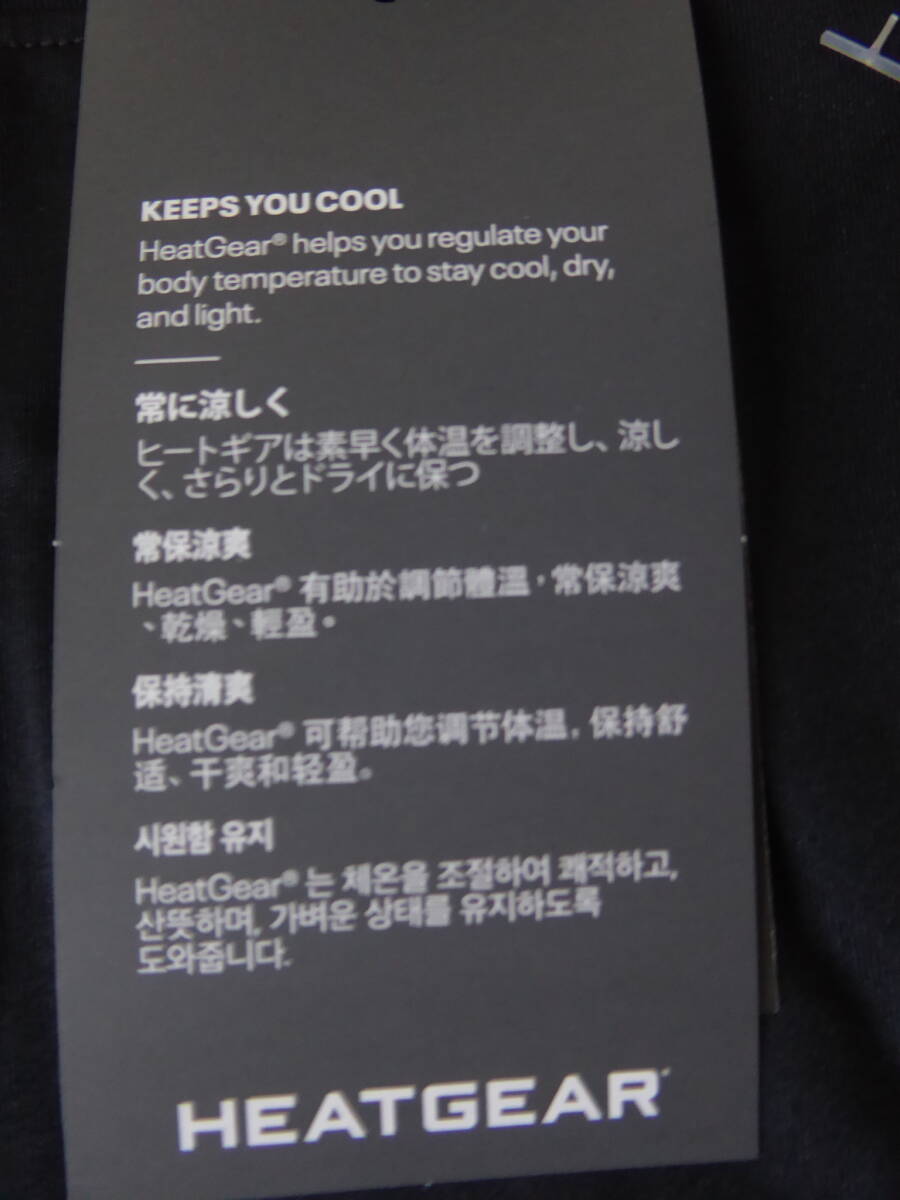 KEEPS YOU COOL
HeatGear® helps you regulate your
body temperature to stay cool, dry,
and light.
常に涼しく
ヒートギアは素早く体温を調整し、涼し
く、さらりとドライに保つ
常保涼爽
HeatGear® 有助於調節體溫，常保涼爽
、乾燥、輕盈。
保持清爽
HeatGear® 可帮助您调节体温，保持舒
适、干爽和轻盈。
시원함 유지
HeatGear® 는 체온을 조절하여 쾌적하고,
산뜻하며, 가벼운 상태를 유지하도록
도와줍니다.
HEATGEAR